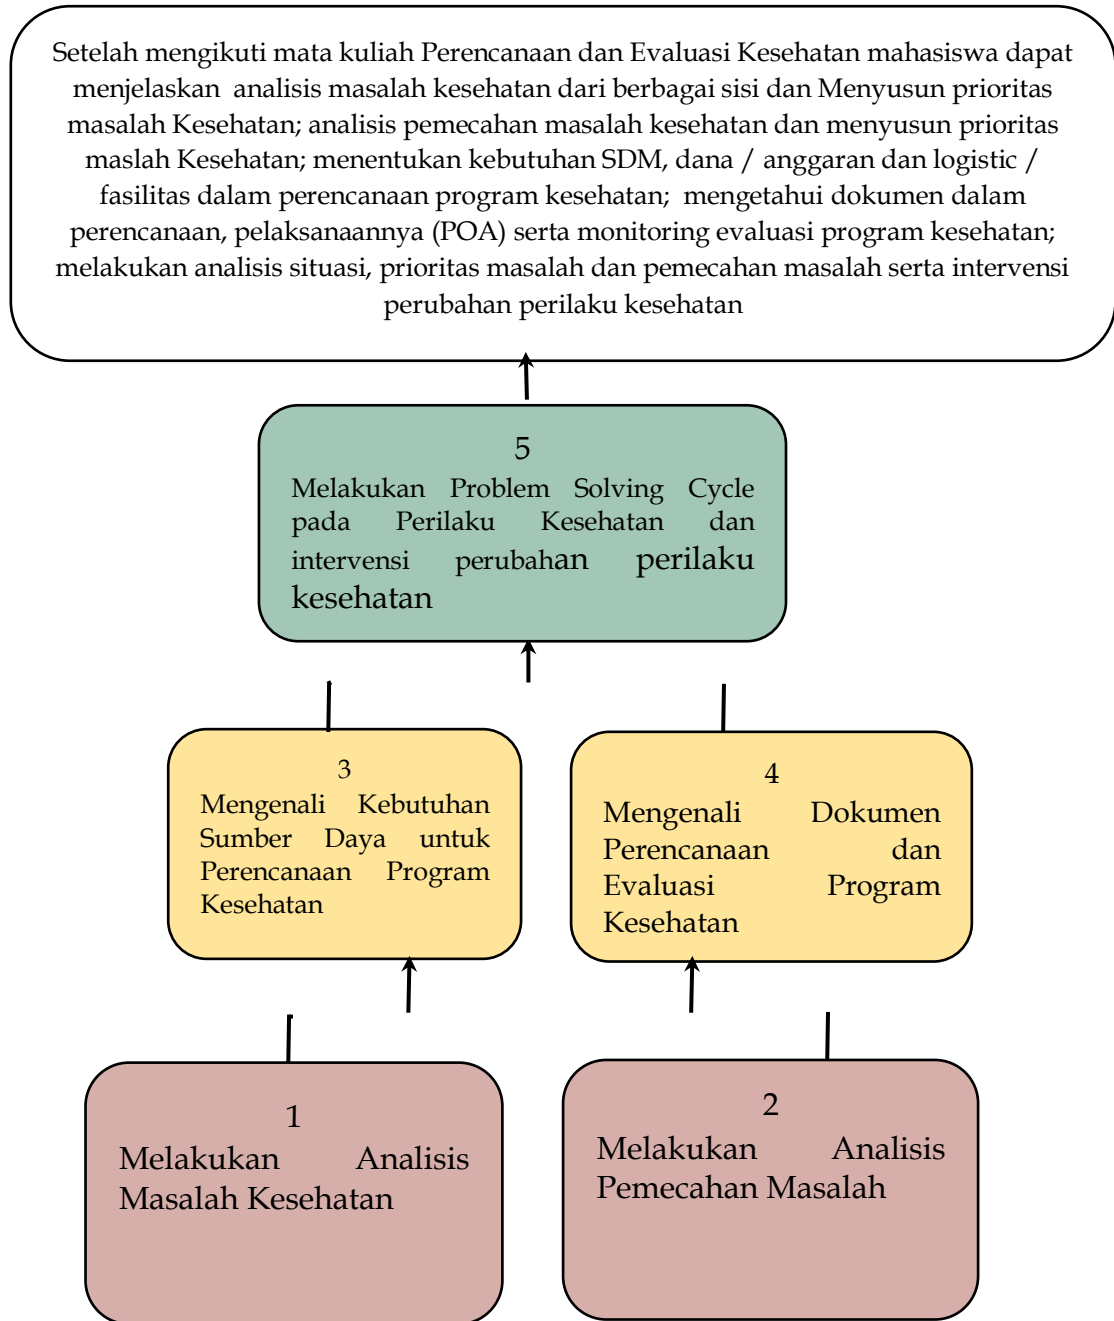 Setelah mengikuti mata kuliah Perencanaan dan Evaluasi Kesehatan mahasiswa dapat
menjelaskan analisis masalah kesehatan dari berbagai sisi dan Menyusun prioritas
masalah Kesehatan; analisis pemecahan masalah kesehatan dan menyusun prioritas
maslah Kesehatan; menentukan kebutuhan SDM, dana / anggaran dan logistic /
fasilitas dalam perencanaan program kesehatan; mengetahui dokumen dalam
perencanaan, pelaksanaannya (POA) serta monitoring evaluasi program kesehatan;
melakukan analisis situasi, prioritas masalah dan pemecahan masalah serta intervensi
perubahan perilaku kesehatan
5
Melakukan Problem Solving Cycle
pada Perilaku Kesehatan dan
intervensi perubahan perilaku
kesehatan
3
Mengenali Kebutuhan
Sumber Daya untuk
Perencanaan Program
Kesehatan
4
Mengenali Dokumen
Perencanaan dan
Evaluasi Program
Kesehatan
1
Melakukan Analisis
Masalah Kesehatan
2
Melakukan Analisis
Pemecahan Masalah